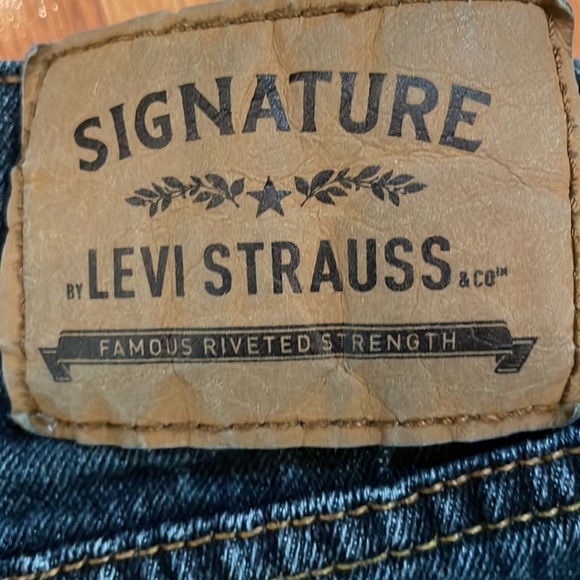 SIGNATURE
BY LEVI STRAUSS & CO™
FAMOUS RIVETED STRENGTH